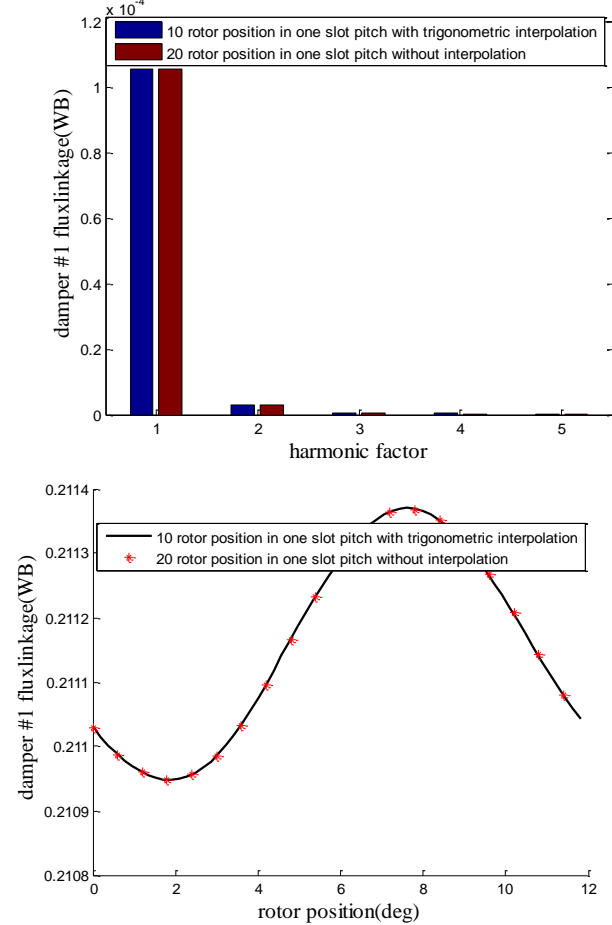 x 10
-4
1.2
10 rotor position in one slot pitch with trigonometric interpolation
20 rotor position in one slot pitch without interpolation
1
0.8
0.6
0.4
0.2
0
damper #1 fluxlinkage(WB)
1 2 3 4 5
harmonic factor
0.2114
10 rotor position in one slot pitch with trigonometric interpolation
20 rotor position in one slot pitch without interpolation
0.2113
0.2112
0.2111
0.211
0.2109
0.2108
damper #1 fluxlinkage(WB)
0 2 4 6 8 10 12
rotor position(deg)